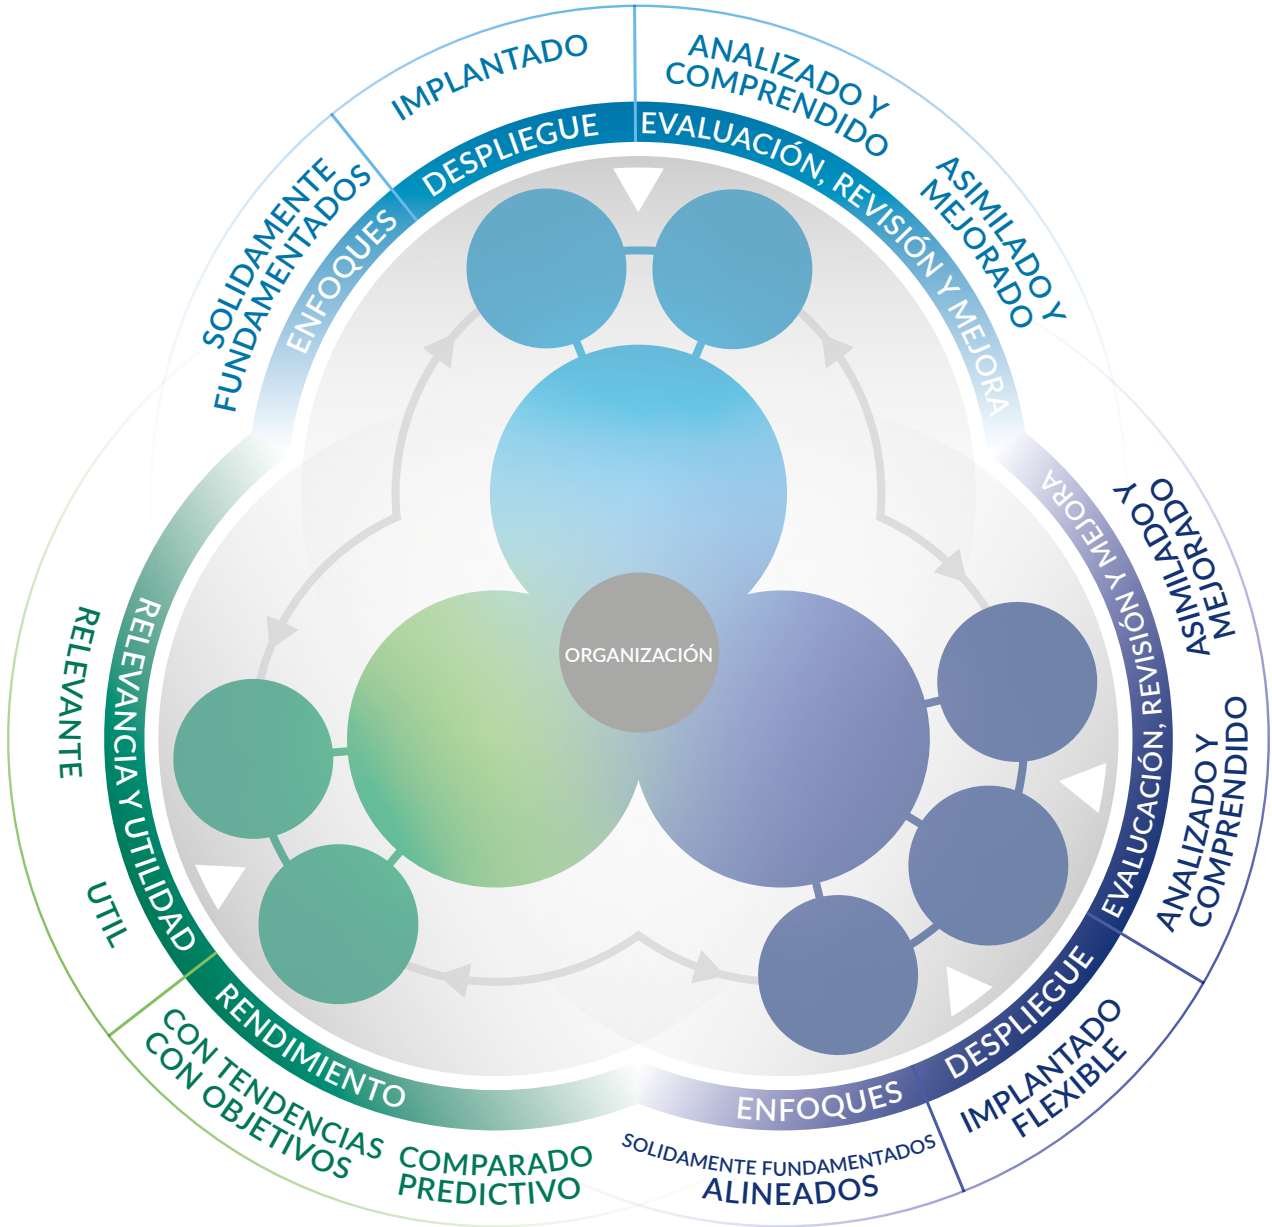 IMPLANTADO
ANALIZADO Y
COMPRENDIDO
SOLIDAMENTE
FUNDAMENTADOS
ASIMILADO Y
MEJORADO
ENFOQUES
DESPLIEGUE
EVALUACIÓN, REVISIÓN Y MEJORA
ORGANIZACIÓN
RELEVANTE
UTIL
RELEVANCIA Y UTILIDAD
RENDIMIENTO
CON TENDENCIAS
CON OBJETIVOS
COMPARADO
PREDICTIVO
ASIMILADO Y
MEJORADO
ANALIZADO Y
COMPRENDIDO
EVALUCACIÓN, REVISIÓN Y MEJORA
DESPLIEGUE
IMPLANTADO
FLEXIBLE
ENFOQUES
SOLIDAMENTE FUNDAMENTADOS
ALINEADOS